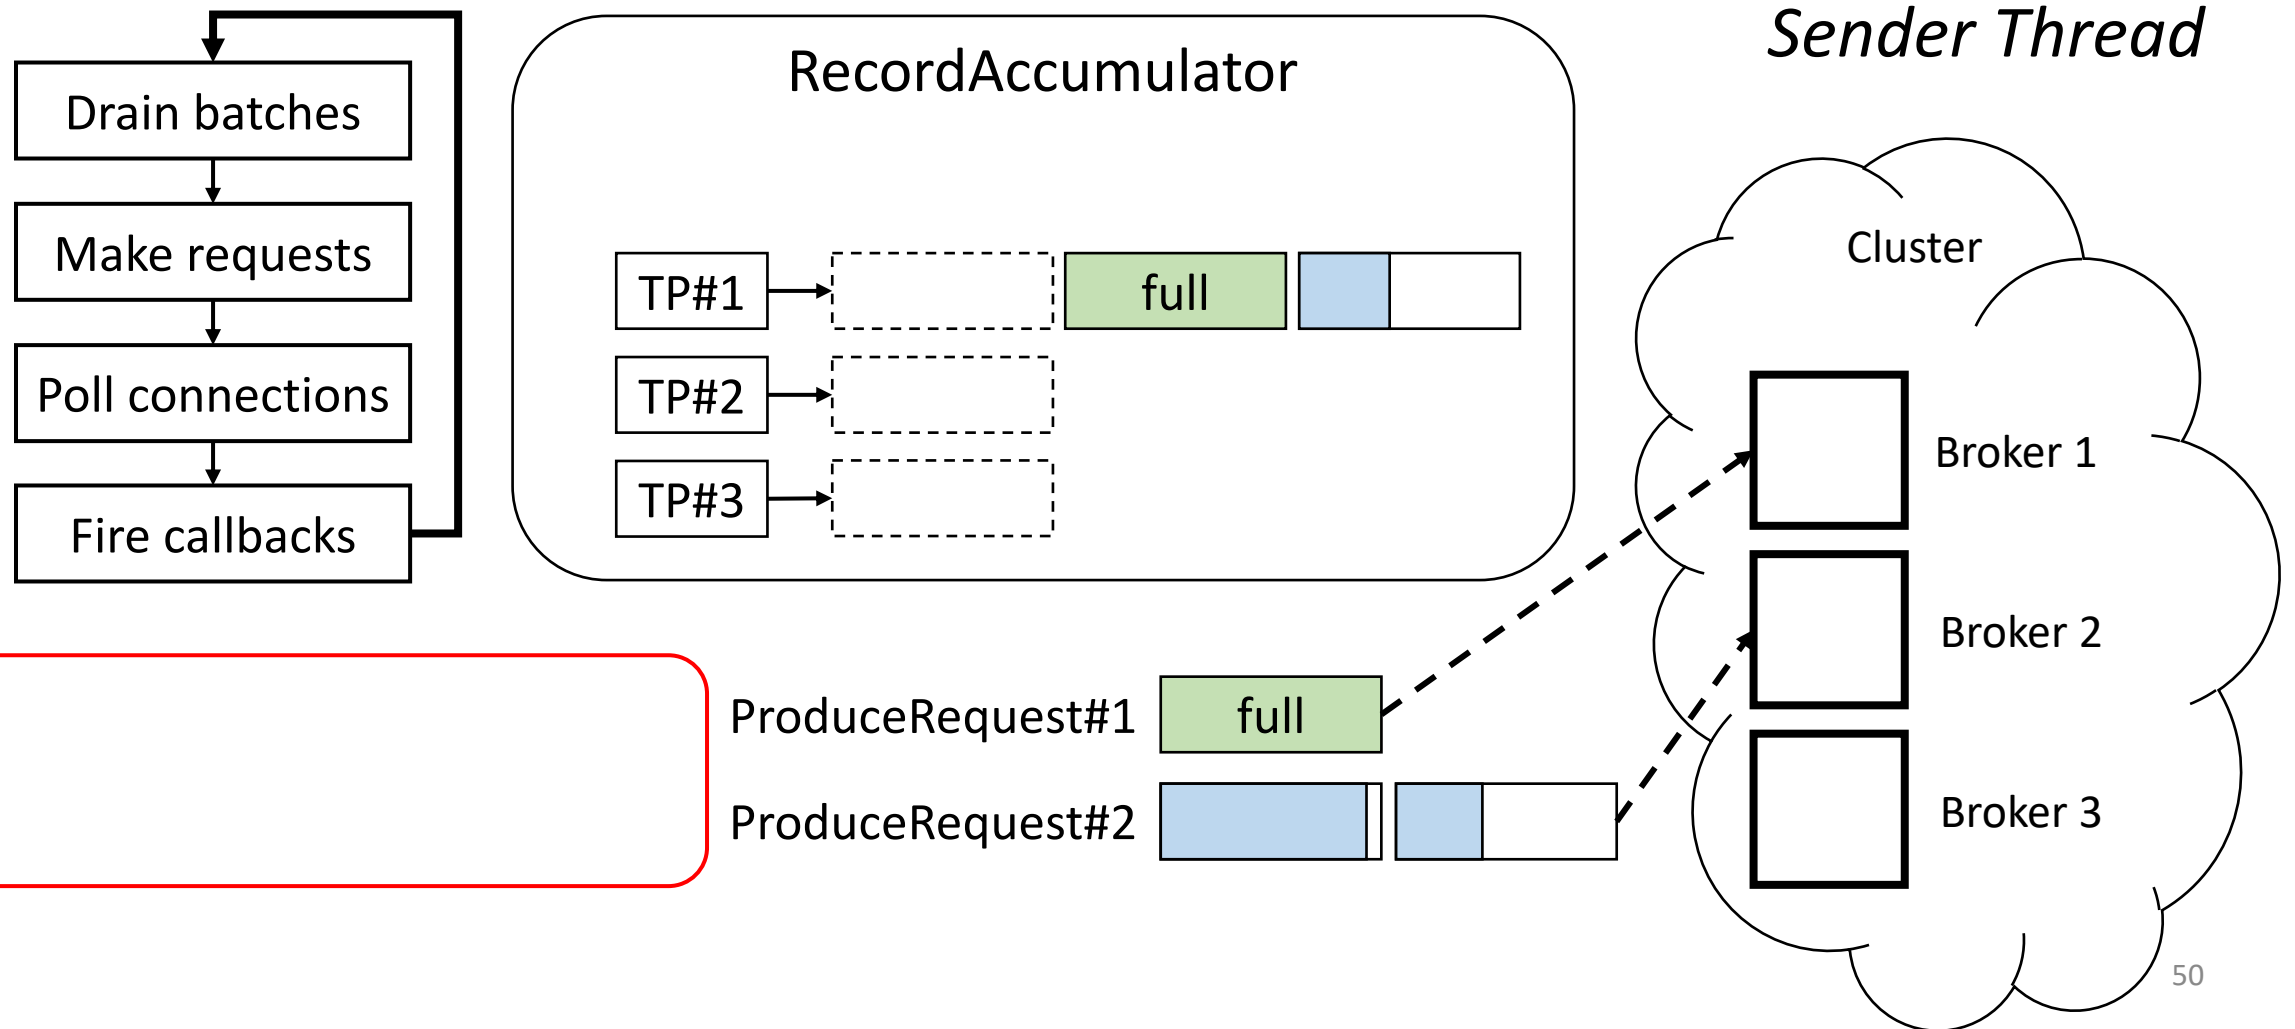 Sender Thread
Drain batches
Make requests
Poll connections
Fire callbacks
RecordAccumulator
TP#1
full
TP#2
TP#3
Cluster
Broker 1
Broker 2
Broker 3
ProduceRequest#1
full
ProduceRequest#2
50